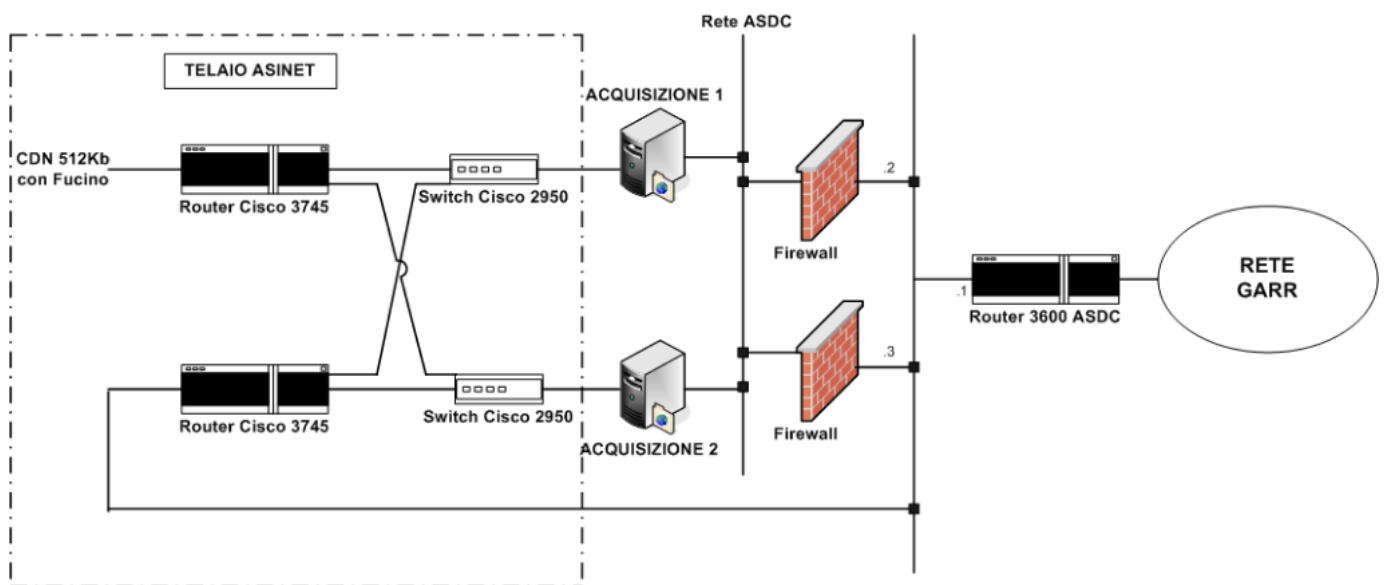 Rete ASDC
TELAIO ASINET
ACQUISIZIONE 1
CDN 512Kb
con Fucino
Router Cisco 3745
Switch Cisco 2950
Firewall
.2
.1
Router 3600 ASDC
RETE
GARR
Router Cisco 3745
Switch Cisco 2950
ACQUISIZIONE 2
Firewall
.3